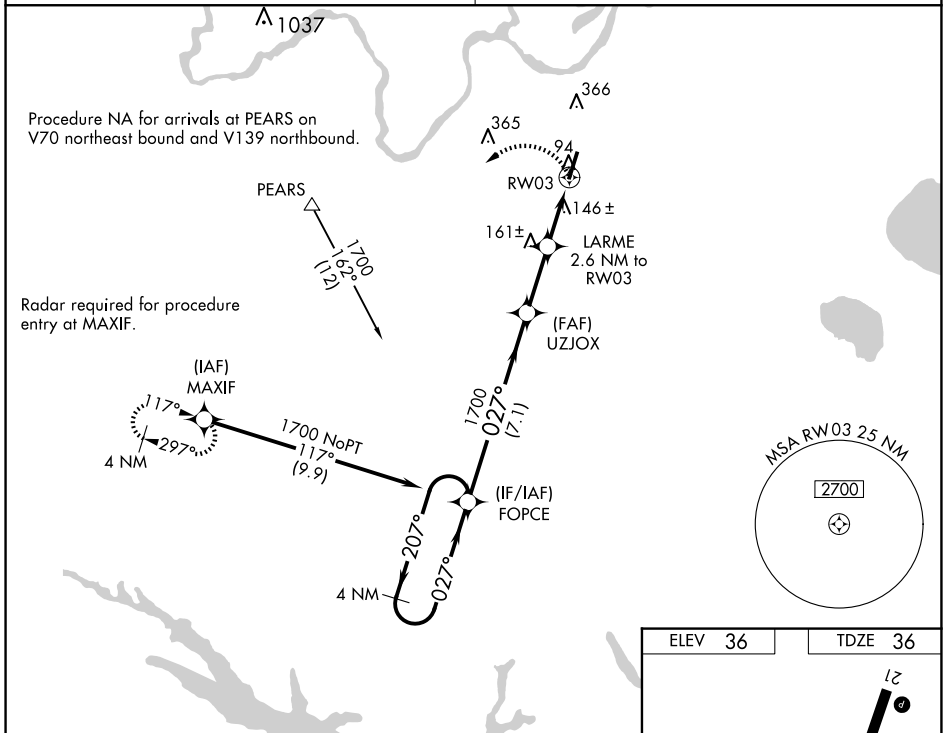 1037
366
Procedure NA for arrivals at PEARS on
V70 northeast bound and V139 northbound.
365
94
RW03
PEARS
146±
161±
LARME
2.6 NM to
RW03
1700
162°
(12)
Radar required for procedure
entry at MAXIF.
(FAF)
UZJOX
(IAF)
MAXIF
117°
297°
4 NM
1700 NoPT
117°
(9.9)
1700
027°
(7.1)
MSA RW03 25 NM
2700
(IF/IAF)
FOPCE
207°
027°
4 NM
ELEV 36
TDZE 36
21
P